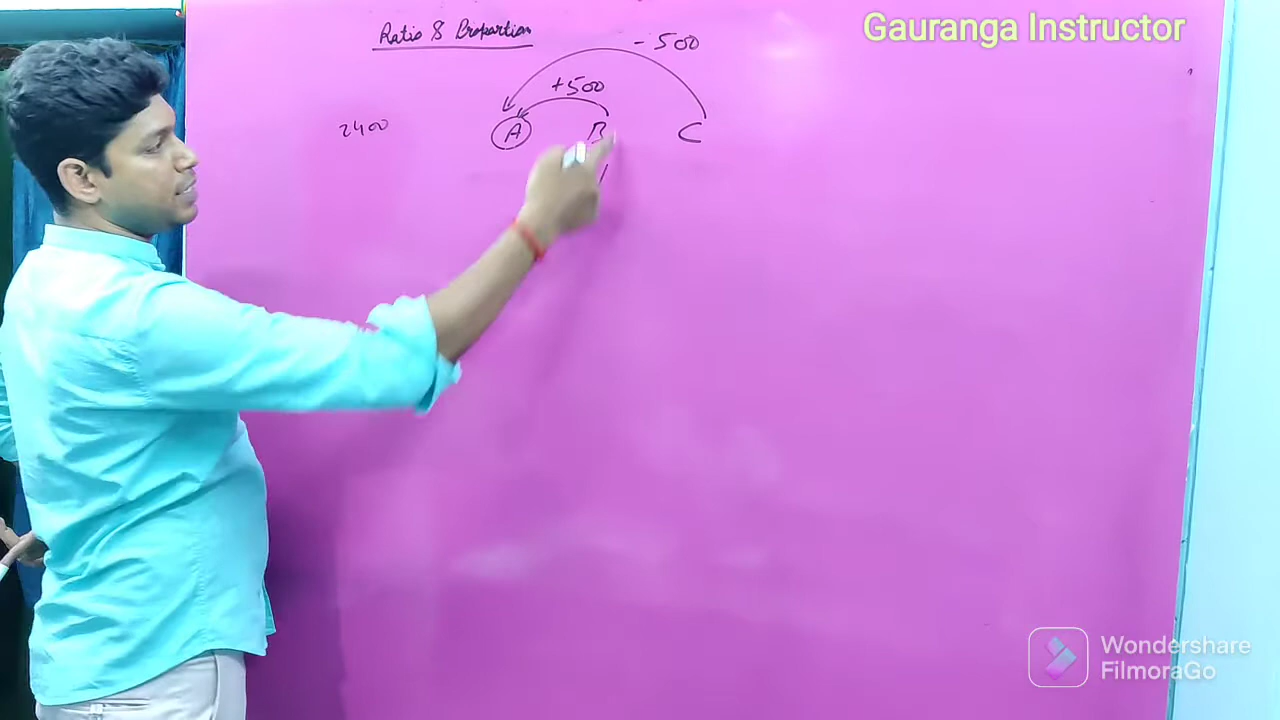 Gauranga Instructor
Ratio & Proportion
- 500
+500
2400 A B C
Wondershare
FilmoraGo